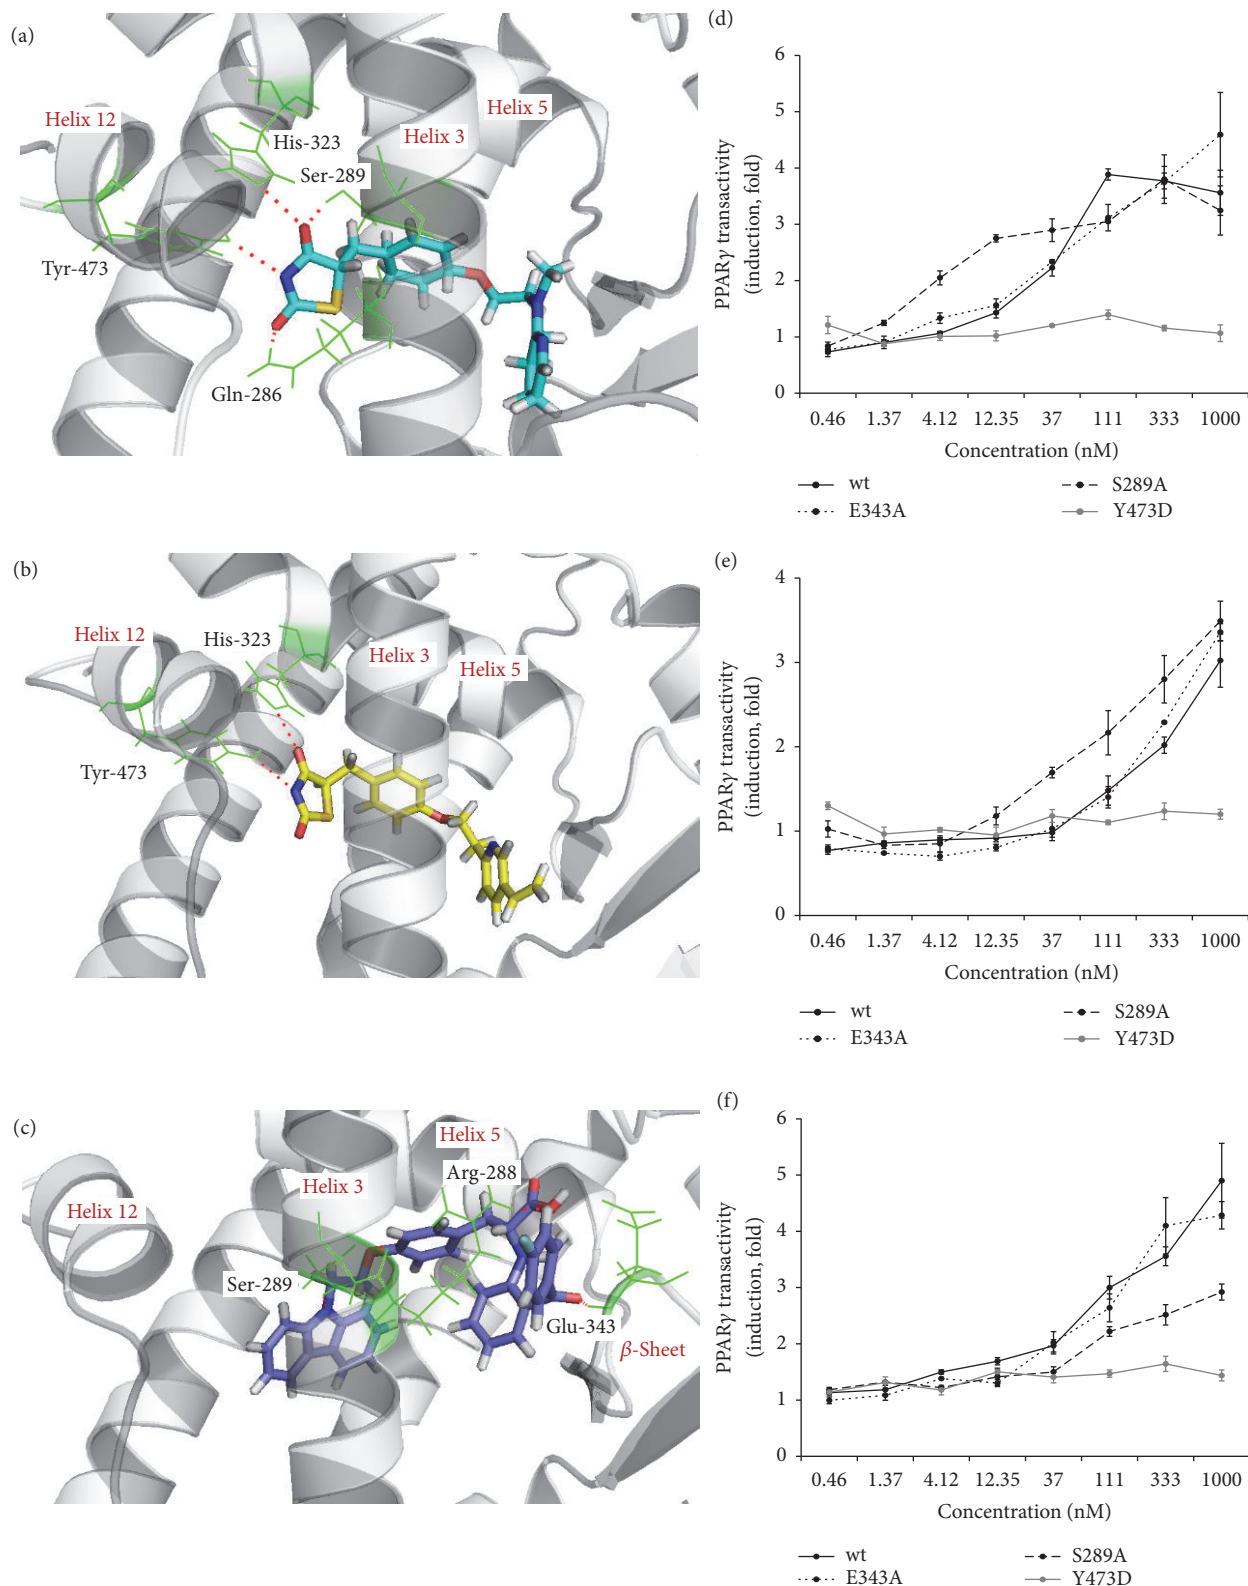 (a)
Helix 12
His-323
Helix 5
Helix 3
Ser-289
Tyr-473
Gln-286
(d)
PPARγ transactivity
(induction, fold)
6
5
4
3
2
1
0
0.46 1.37 4.12 12.35 37 111 333 1000
Concentration (nM)
wt S289A
E343A Y473D
(b)
Helix 12
His-323
Helix 3
Helix 5
Tyr-473
(e)
PPARγ transactivity
(induction, fold)
4
3
2
1
0
0.46 1.37 4.12 12.35 37 111 333 1000
Concentration (nM)
wt S289A
E343A Y473D
(c)
Helix 5
Arg-288
Helix 3
Helix 12
Ser-289
Glu-343
β-Sheet
(f)
PPARγ transactivity
(induction, fold)
6
5
4
3
2
1
0
0.46 1.37 4.12 12.35 37 111 333 1000
Concentration (nM)
wt S289A
E343A Y473D